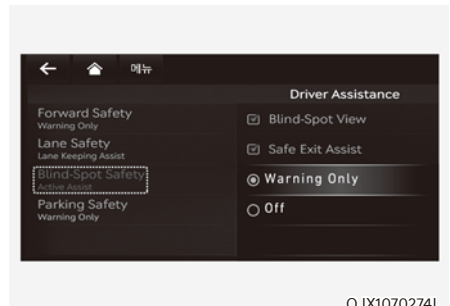 메뉴
Driver Assistance
Forward Safety
Warning Only
Lane Safety
Lane Keeping Assist
Blind-Spot Safety
Active Assist
Parking Safety
Warning Only
Blind-Spot View
Safe Exit Assist
Warning Only
Off
OJX1070274L